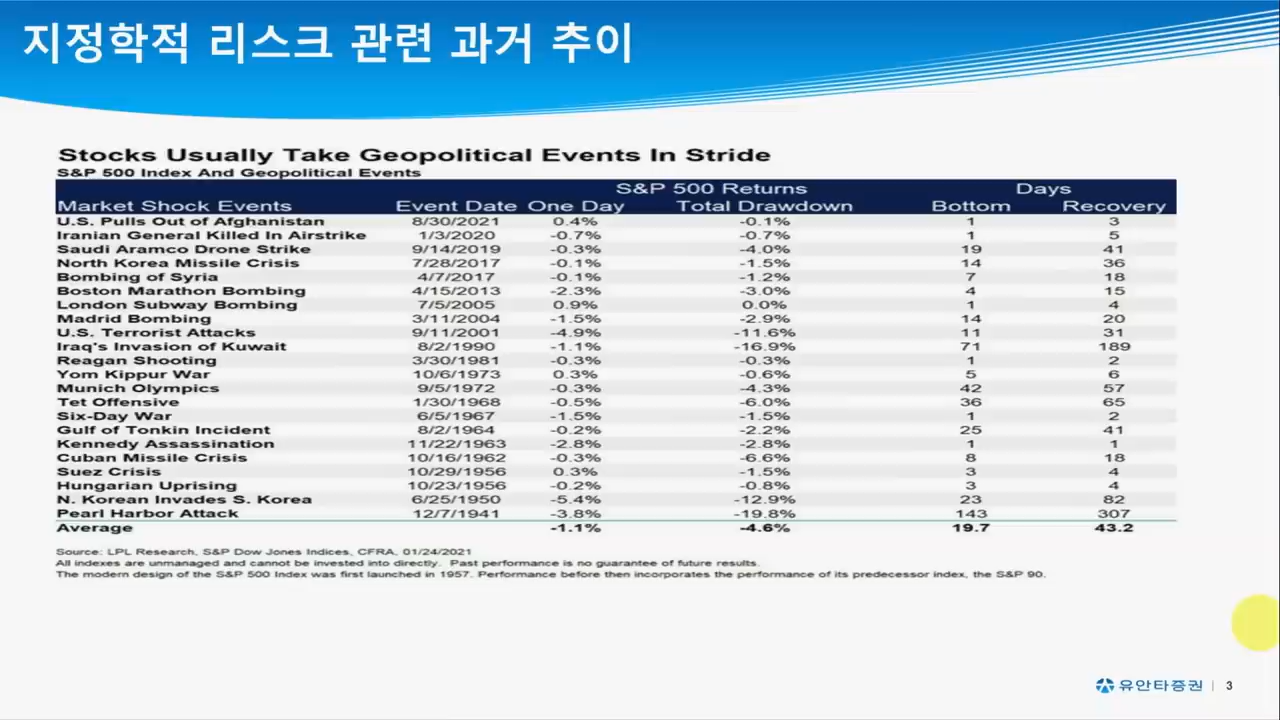 지정학적 리스크 관련 과거 추이
Stocks Usually Take Geopolitical Events In Stride
S&P 500 Index And Geopolitical Events
S&P 500 Returns Days
Market Shock Events Event Date One Day Total Drawdown Bottom Recovery
U.S. Pulls Out of Afghanistan 8/30/2021 0.4% -0.1% 1 3
Iranian General Killed In Airstrike 1/3/2020 -0.7% -0.7% 1 5
Saudi Aramco Drone Strike 9/14/2019 -0.3% -4.0% 19 41
North Korea Missile Crisis 7/28/2017 -0.1% -1.5% 14 36
Bombing of Syria 4/7/2017 -0.1% -1.2% 7 18
Boston Marathon Bombing 4/15/2013 -2.3% -3.0% 4 15
London Subway Bombing 7/5/2005 0.9% 0.0% 1 4
Madrid Bombing 3/11/2004 -1.5% -2.9% 14 20
U.S. Terrorist Attacks 9/11/2001 -4.9% -11.6% 11 31
Iraq's Invasion of Kuwait 8/2/1990 -1.1% -16.9% 71 189
Reagan Shooting 3/30/1981 -0.3% -0.3% 1 2
Yom Kippur War 10/6/1973 0.3% -0.6% 5 6
Munich Olympics 9/5/1972 -0.3% -4.3% 42 57
Tet Offensive 1/30/1968 -0.5% -6.0% 36 65
Six-Day War 6/5/1967 -1.5% -1.5% 1 2
Gulf of Tonkin Incident 8/2/1964 -0.2% -2.2% 25 41
Kennedy Assassination 11/22/1963 -2.8% -2.8% 1 1
Cuban Missile Crisis 10/16/1962 -0.3% -6.6% 8 18
Suez Crisis 10/29/1956 0.3% -1.5% 3 4
Hungarian Uprising 10/23/1956 -0.2% -0.8% 3 4
N. Korean Invades S. Korea 6/25/1950 -5.4% -12.9% 23 82
Pearl Harbor Attack 12/7/1941 -3.8% -19.8% 143 307
Average -1.1% -4.6% 19.7 43.2
Source: LPL Research, S&P Dow Jones Indices, CFRA, 01/24/2021
All indexes are unmanaged and cannot be invested into directly. Past performance is no guarantee of future results.
The modern design of the S&P 500 Index was first launched in 1957. Performance before then incorporates the performance of its predecessor index, the S&P 90.
유안타증권 | 3